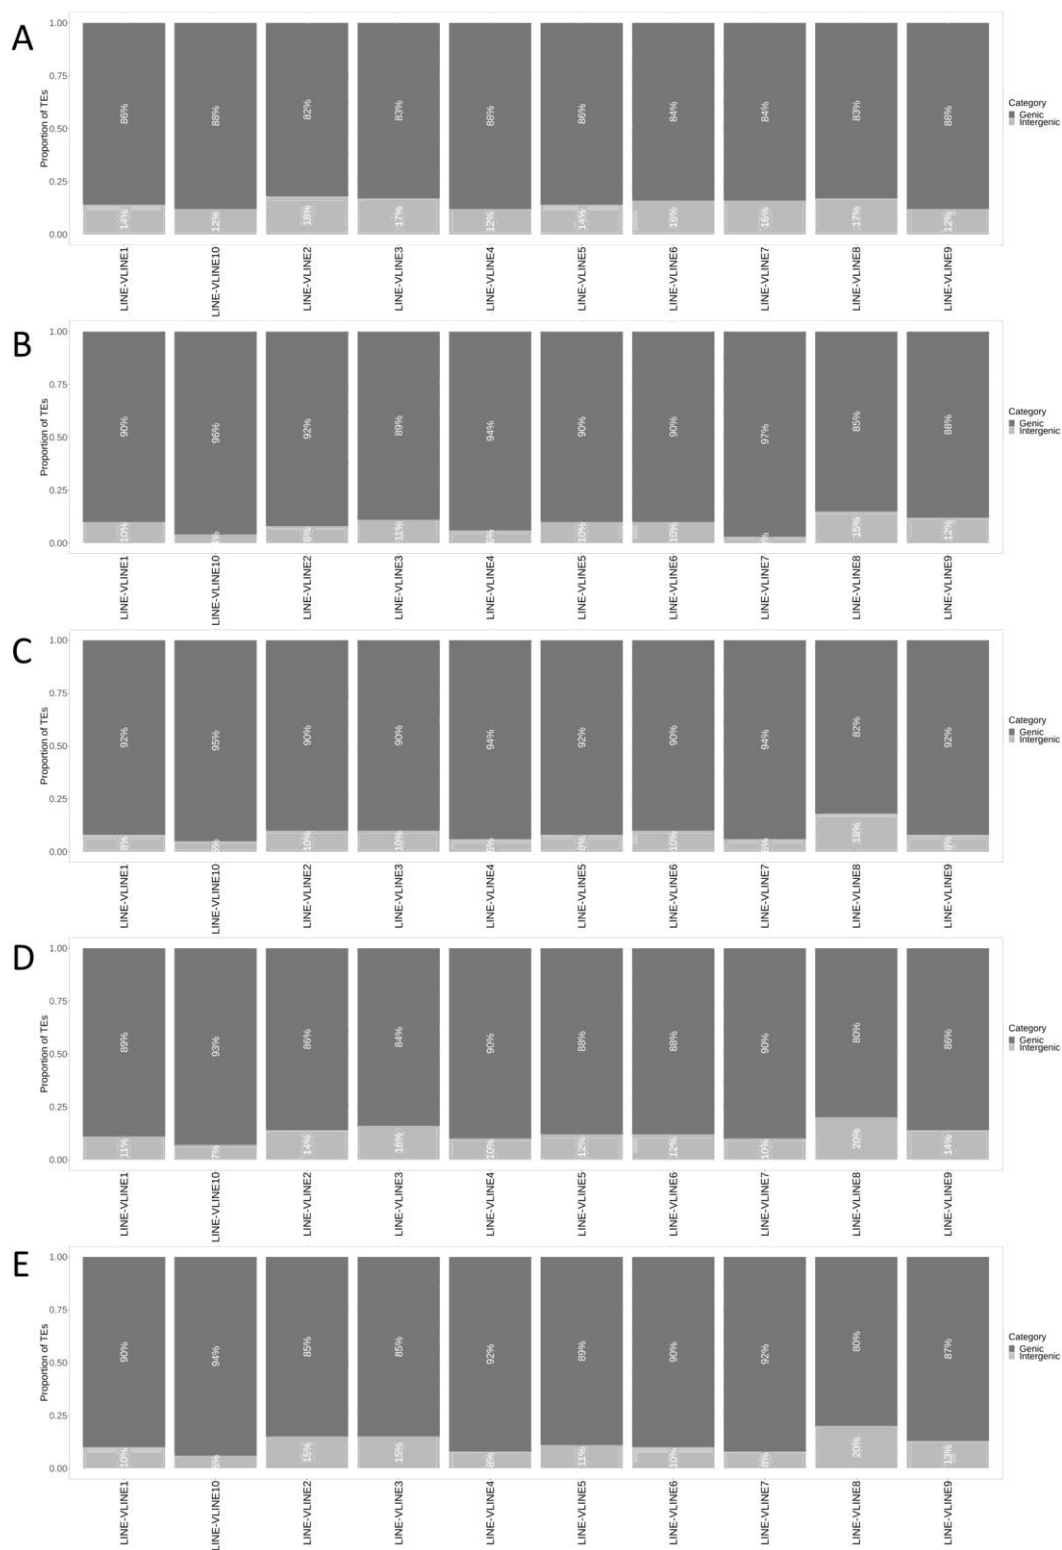 A
Proportion of TEs
1.00
0.75
0.50
0.25
0.00
86% 88% 82% 83% 88% 86% 84% 84% 83% 88%
14% 12% 18% 17% 12% 14% 16% 16% 17% 12%
LINE-VLINE1 LINE-VLINE10 LINE-VLINE2 LINE-VLINE3 LINE-VLINE4 LINE-VLINE5 LINE-VLINE6 LINE-VLINE7 LINE-VLINE8 LINE-VLINE9
Category
Genic
Intergenic
B
Proportion of TEs
1.00
0.75
0.50
0.25
0.00
90% 96% 92% 89% 94% 90% 90% 97% 85% 88%
10% 8% 11% 10% 10% 15% 12%
LINE-VLINE1 LINE-VLINE10 LINE-VLINE2 LINE-VLINE3 LINE-VLINE4 LINE-VLINE5 LINE-VLINE6 LINE-VLINE7 LINE-VLINE8 LINE-VLINE9
Category
Genic
Intergenic
C
Proportion of TEs
1.00
0.75
0.50
0.25
0.00
92% 95% 90% 90% 94% 92% 90% 94% 82% 92%
8% 10% 10% 6% 8% 10% 6% 18% 8%
LINE-VLINE1 LINE-VLINE10 LINE-VLINE2 LINE-VLINE3 LINE-VLINE4 LINE-VLINE5 LINE-VLINE6 LINE-VLINE7 LINE-VLINE8 LINE-VLINE9
Category
Genic
Intergenic
D
Proportion of TEs
1.00
0.75
0.50
0.25
0.00
89% 93% 86% 84% 90% 88% 88% 90% 80% 86%
11% 7% 14% 16% 10% 12% 12% 10% 20% 14%
LINE-VLINE1 LINE-VLINE10 LINE-VLINE2 LINE-VLINE3 LINE-VLINE4 LINE-VLINE5 LINE-VLINE6 LINE-VLINE7 LINE-VLINE8 LINE-VLINE9
Category
Genic
Intergenic
E
Proportion of TEs
1.00
0.75
0.50
0.25
0.00
90% 94% 85% 85% 92% 89% 90% 92% 80% 87%
10% 6% 15% 15% 8% 11% 10% 8% 20% 13%
LINE-VLINE1 LINE-VLINE10 LINE-VLINE2 LINE-VLINE3 LINE-VLINE4 LINE-VLINE5 LINE-VLINE6 LINE-VLINE7 LINE-VLINE8 LINE-VLINE9
Category
Genic
Intergenic